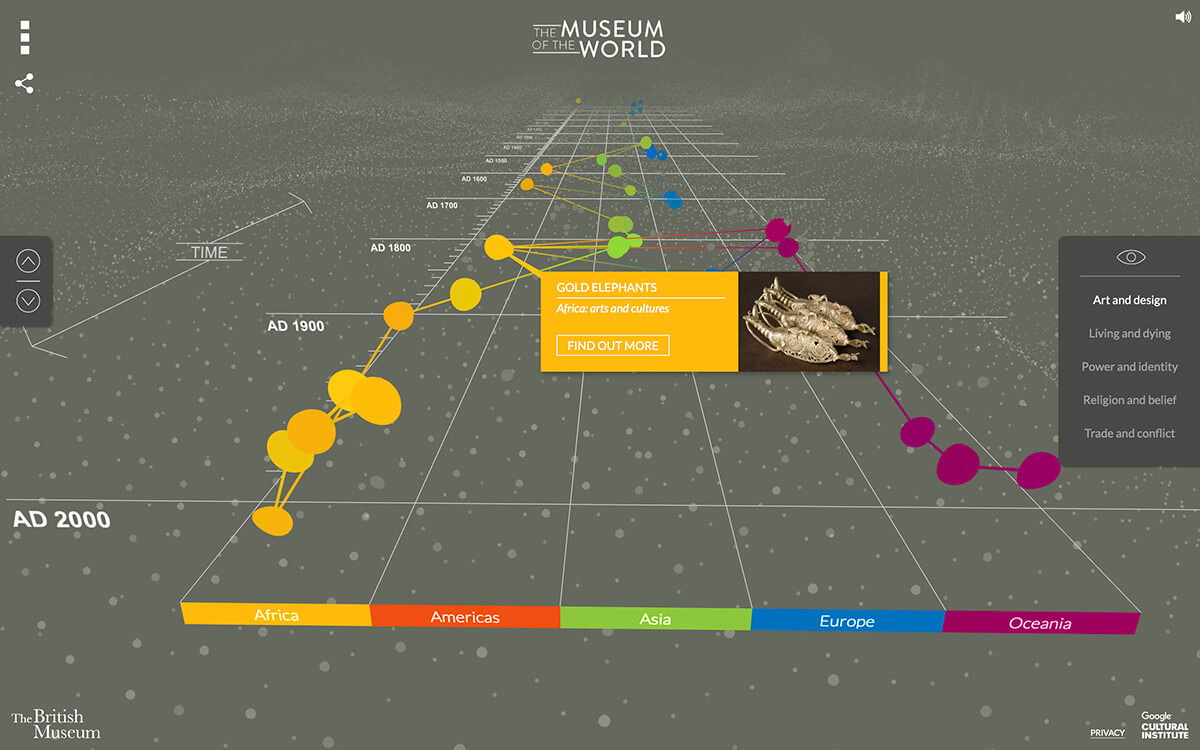 THE MUSEUM
OF THE WORLD
AD 1400
AD 1500
AD 1600
AD 1700
AD 1800
TIME
AD 1900
GOLD ELEPHANTS
Africa: arts and cultures
FIND OUT MORE
Art and design
Living and dying
Power and identity
Religion and belief
Trade and conflict
AD 2000
Africa
Americas
Asia
Europe
Oceania
The British
Museum
PRIVACY
Google
CULTURAL
INSTITUTE